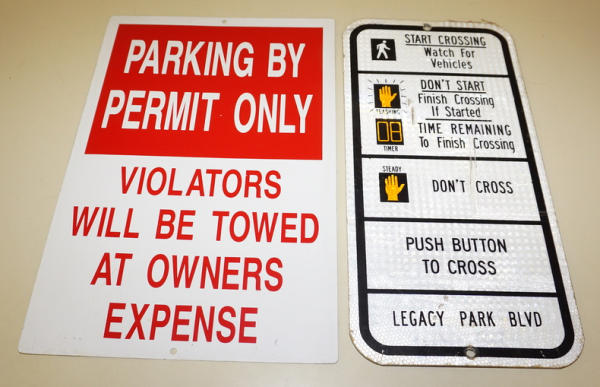 PARKING BY
PERMIT ONLY
VIOLATORS
WILL BE TOWED
AT OWNERS
EXPENSE
START CROSSING
Watch For
Vehicles
FLASHING
DON'T START
Finish Crossing
If Started
08
TIMER
TIME REMAINING
To Finish Crossing
STEADY
DON'T CROSS
PUSH BUTTON
TO CROSS
LEGACY PARK BLVD